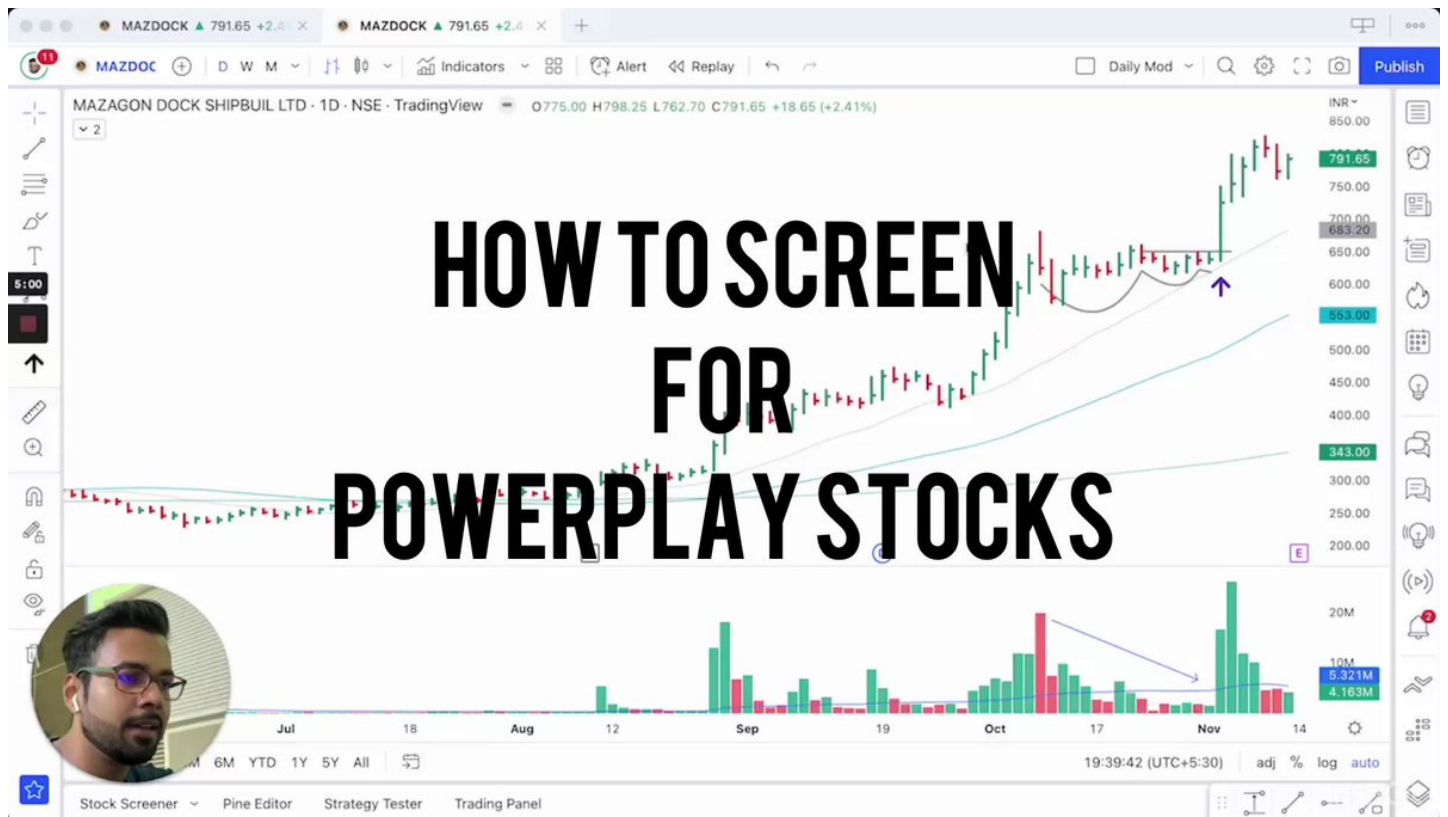 MAZDOCK ▲ 791.65 +2.4 × MAZDOCK ▲ 791.65 +2.4 × +
11 MAZDOC D W M Indicators Alert Replay Daily Mod Publish
MAZAGON DOCK SHIPBUIL LTD · 1D · NSE · TradingView O775.00 H798.25 L762.70 C791.65 +18.65 (+2.41%) INR
2
850.00
791.65
750.00
700.00
683.20
650.00
600.00
553.00
500.00
450.00
400.00
343.00
300.00
250.00
200.00
HOW TO SCREEN
FOR
POWERPLAY STOCKS
T
5:00
E
20M
10M
5.321M
4.163M
2
Jul 18 Aug 12 Sep 19 Oct 17 Nov 14
6M YTD 1Y 5Y All 19:39:42 (UTC+5:30) adj % log auto
Stock Screener Pine Editor Strategy Tester Trading Panel